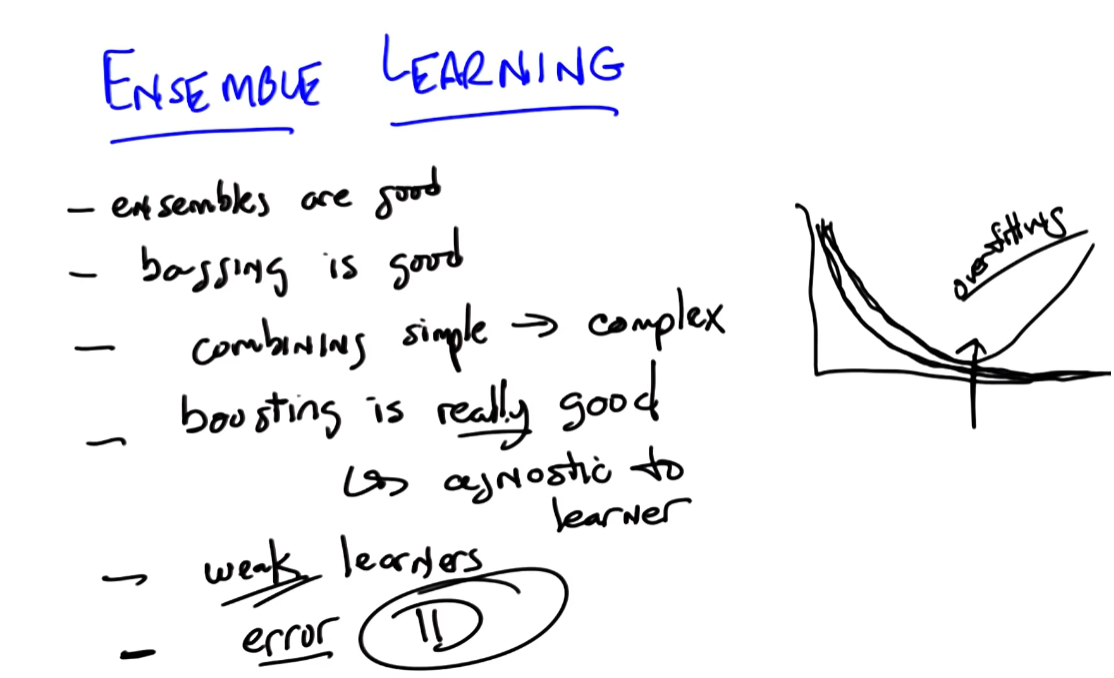 ENSEMBLE LEARNING
- ensembles are good
- bagging is good
- combining simple → complex
- boosting is really good
↳ agnostic to
learner
- weak learners
- error
overfitting